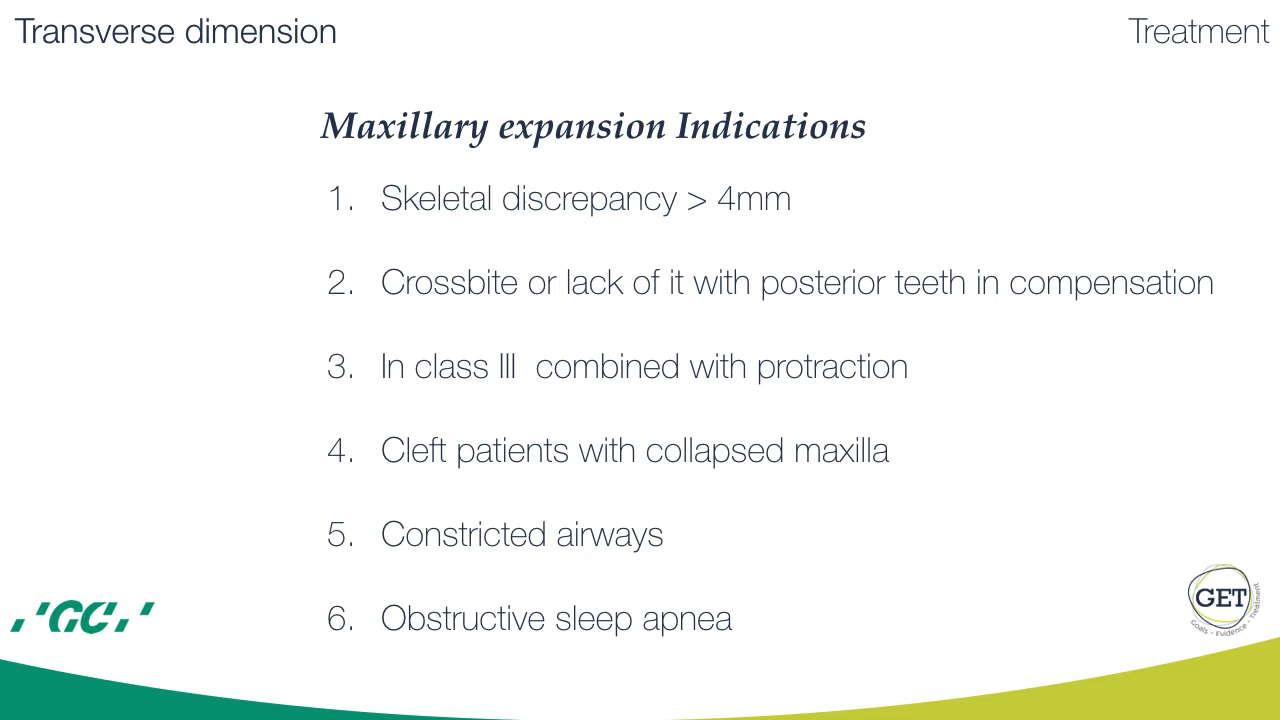 Transverse dimension
Treatment
Maxillary expansion Indications
1. Skeletal discrepancy > 4mm
2. Crossbite or lack of it with posterior teeth in compensation
3. In class III combined with protraction
4. Cleft patients with collapsed maxilla
5. Constricted airways
6. Obstructive sleep apnea
GC
GET
Goals - Evidence - Treatment